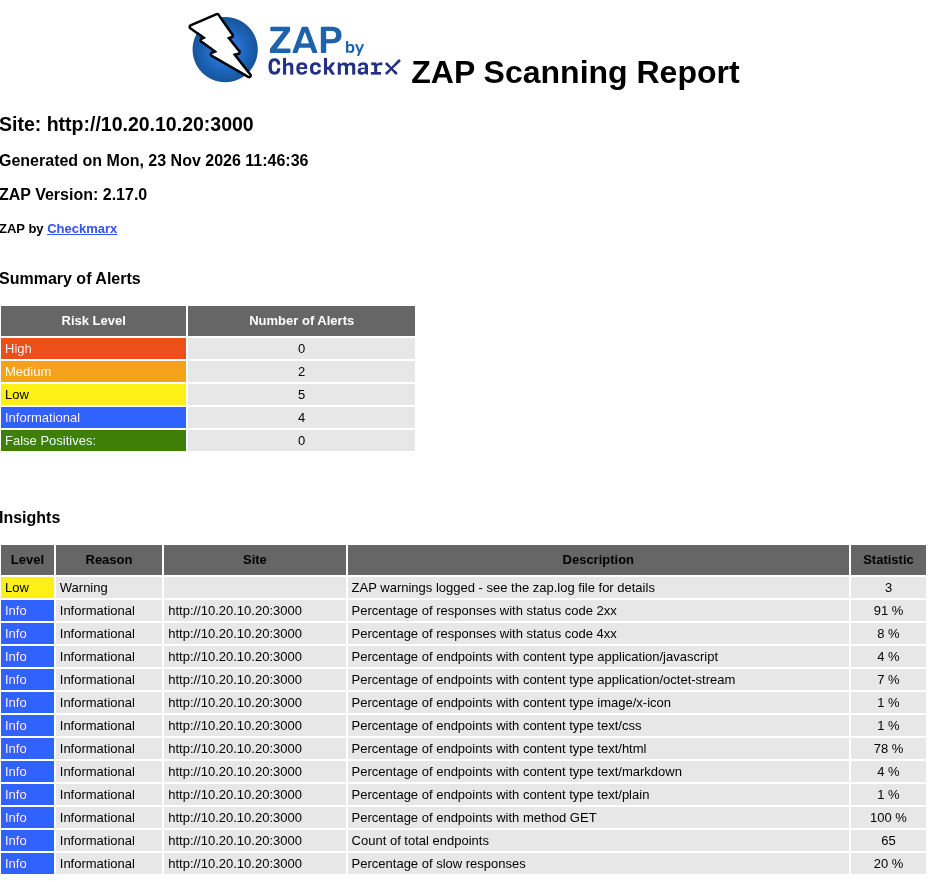 ZAP by
Checkmarx ZAP Scanning Report
Site: http://10.20.10.20:3000
Generated on Mon, 23 Nov 2026 11:46:36
ZAP Version: 2.17.0
ZAP by Checkmarx
Summary of Alerts
Risk Level Number of Alerts
High 0
Medium 2
Low 5
Informational 4
False Positives: 0
Insights
Level Reason Site Description Statistic
Low Warning ZAP warnings logged - see the zap.log file for details 3
Info Informational http://10.20.10.20:3000 Percentage of responses with status code 2xx 91 %
Info Informational http://10.20.10.20:3000 Percentage of responses with status code 4xx 8 %
Info Informational http://10.20.10.20:3000 Percentage of endpoints with content type application/javascript 4 %
Info Informational http://10.20.10.20:3000 Percentage of endpoints with content type application/octet-stream 7 %
Info Informational http://10.20.10.20:3000 Percentage of endpoints with content type image/x-icon 1 %
Info Informational http://10.20.10.20:3000 Percentage of endpoints with content type text/css 1 %
Info Informational http://10.20.10.20:3000 Percentage of endpoints with content type text/html 78 %
Info Informational http://10.20.10.20:3000 Percentage of endpoints with content type text/markdown 4 %
Info Informational http://10.20.10.20:3000 Percentage of endpoints with content type text/plain 1 %
Info Informational http://10.20.10.20:3000 Percentage of endpoints with method GET 100 %
Info Informational http://10.20.10.20:3000 Count of total endpoints 65
Info Informational http://10.20.10.20:3000 Percentage of slow responses 20 %